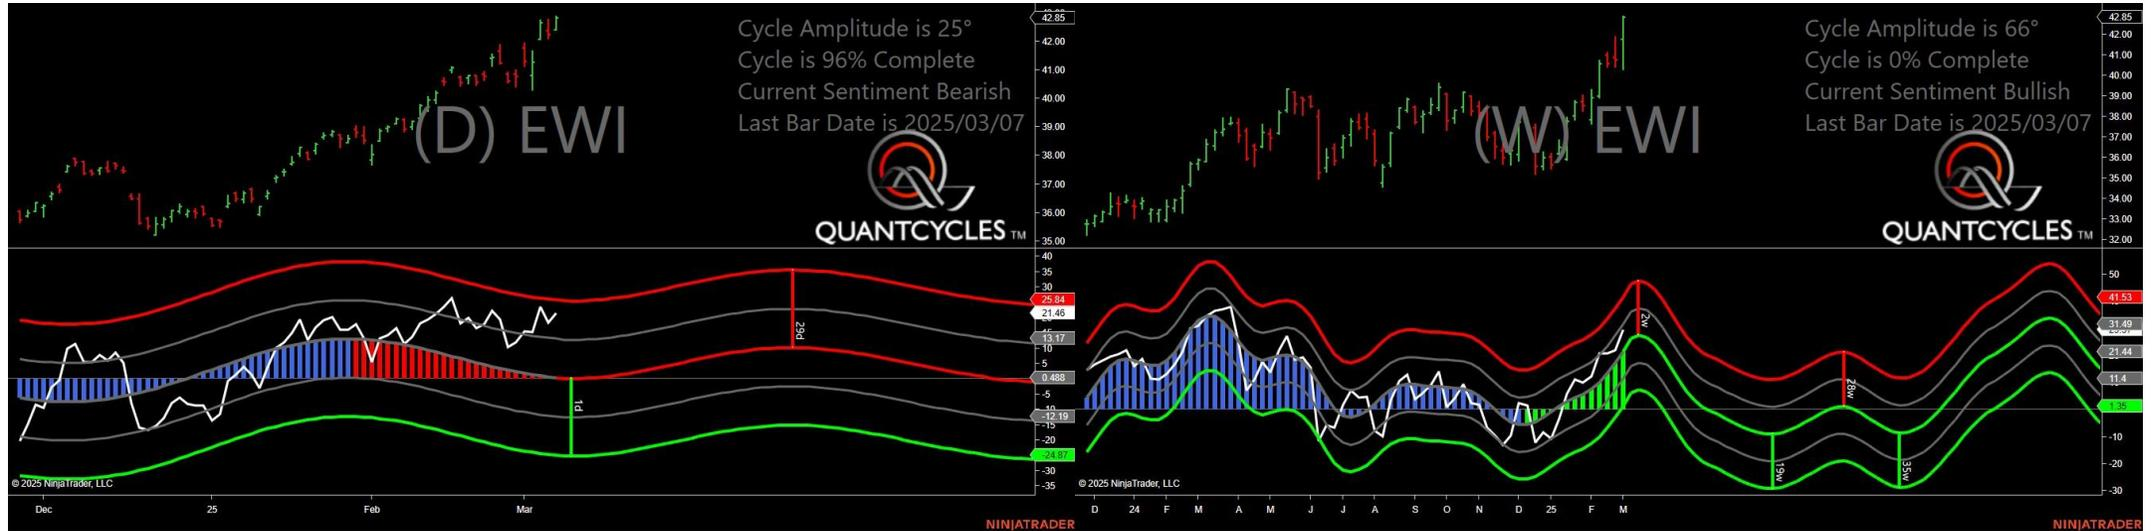 Cycle Amplitude is 25°
Cycle is 96% Complete
Current Sentiment Bearish
Last Bar Date is 2025/03/07
(D) EWI
QUANTCYCLES TM
42.85
42.00
41.00
40.00
39.00
38.00
37.00
36.00
35.00
40
35
30
25.84
21.46
13.17
10
5
0.488
-5
-12.19
-15
-20
-24.87
-30
-35
29d
1d
© 2025 NinjaTrader, LLC
Dec 25 Feb Mar
NINJATRADER
Cycle Amplitude is 66°
Cycle is 0% Complete
Current Sentiment Bullish
Last Bar Date is 2025/03/07
(W) EWI
QUANTCYCLES TM
42.85
42.00
41.00
40.00
39.00
38.00
37.00
36.00
35.00
34.00
33.00
32.00
50
41.53
31.49
21.44
11.4
1.35
-10
-20
-30
2w
28w
19w
35w
© 2025 NinjaTrader, LLC
D 24 F M A M J J A S O N D 25 F M
NINJATRADER